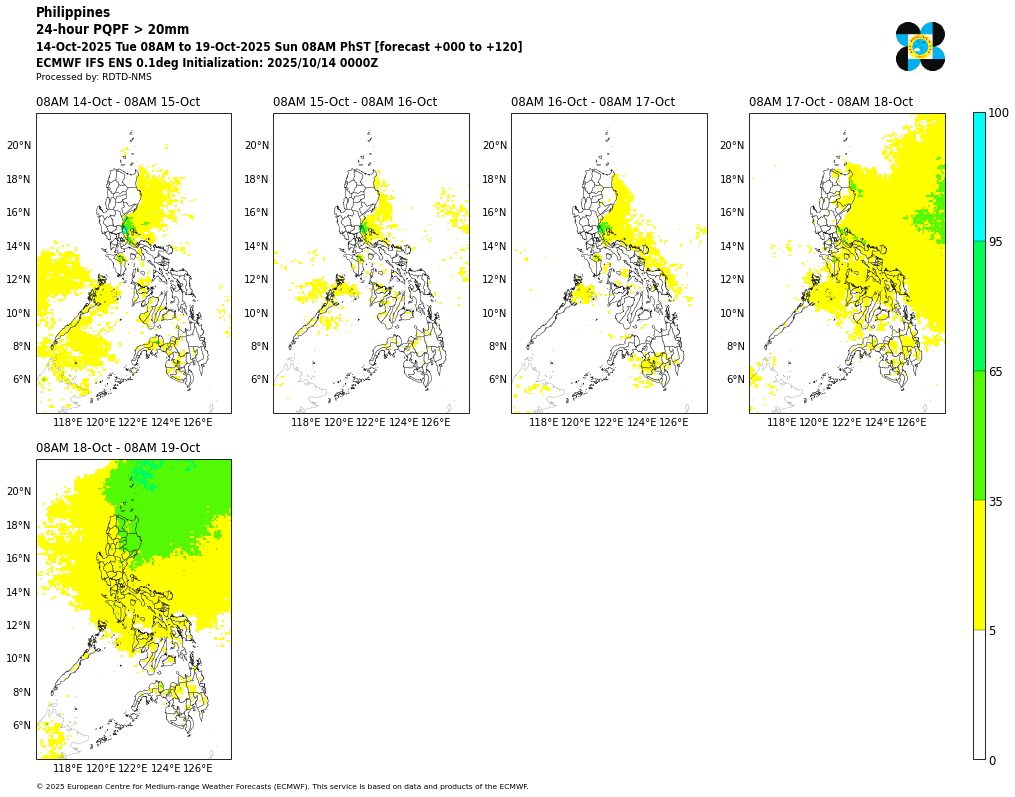 Philippines
24-hour PQPF > 20mm
14-Oct-2025 Tue 08AM to 19-Oct-2025 Sun 08AM PhST [forecast +000 to +120]
ECMWF IFS ENS 0.1deg Initialization: 2025/10/14 0000Z
Processed by: RDTD-NMS
08AM 14-Oct - 08AM 15-Oct
20°N
18°N
16°N
14°N
12°N
10°N
8°N
6°N
118°E 120°E 122°E 124°E 126°E
08AM 15-Oct - 08AM 16-Oct
20°N
18°N
16°N
14°N
12°N
10°N
8°N
6°N
118°E 120°E 122°E 124°E 126°E
08AM 16-Oct - 08AM 17-Oct
20°N
18°N
16°N
14°N
12°N
10°N
8°N
6°N
118°E 120°E 122°E 124°E 126°E
08AM 17-Oct - 08AM 18-Oct
20°N
18°N
16°N
14°N
12°N
10°N
8°N
6°N
118°E 120°E 122°E 124°E 126°E
08AM 18-Oct - 08AM 19-Oct
20°N
18°N
16°N
14°N
12°N
10°N
8°N
6°N
118°E 120°E 122°E 124°E 126°E
100
95
65
35
5
0
© 2025 European Centre for Medium-range Weather Forecasts (ECMWF). This service is based on data and products of the ECMWF.